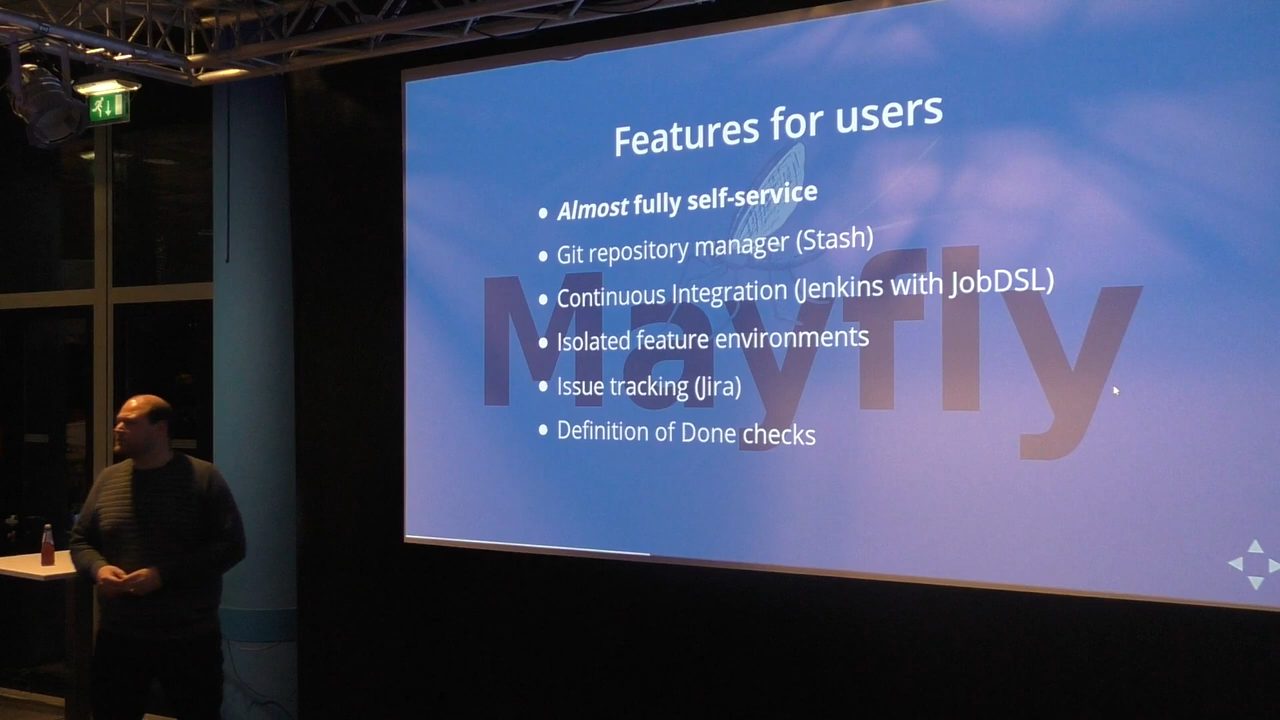 Features for users
Almost fully self-service
Git repository manager (Stash)
Continuous Integration (Jenkins with JobDSL)
Isolated feature environments
Issue tracking (Jira)
Definition of Done checks
Mayfly